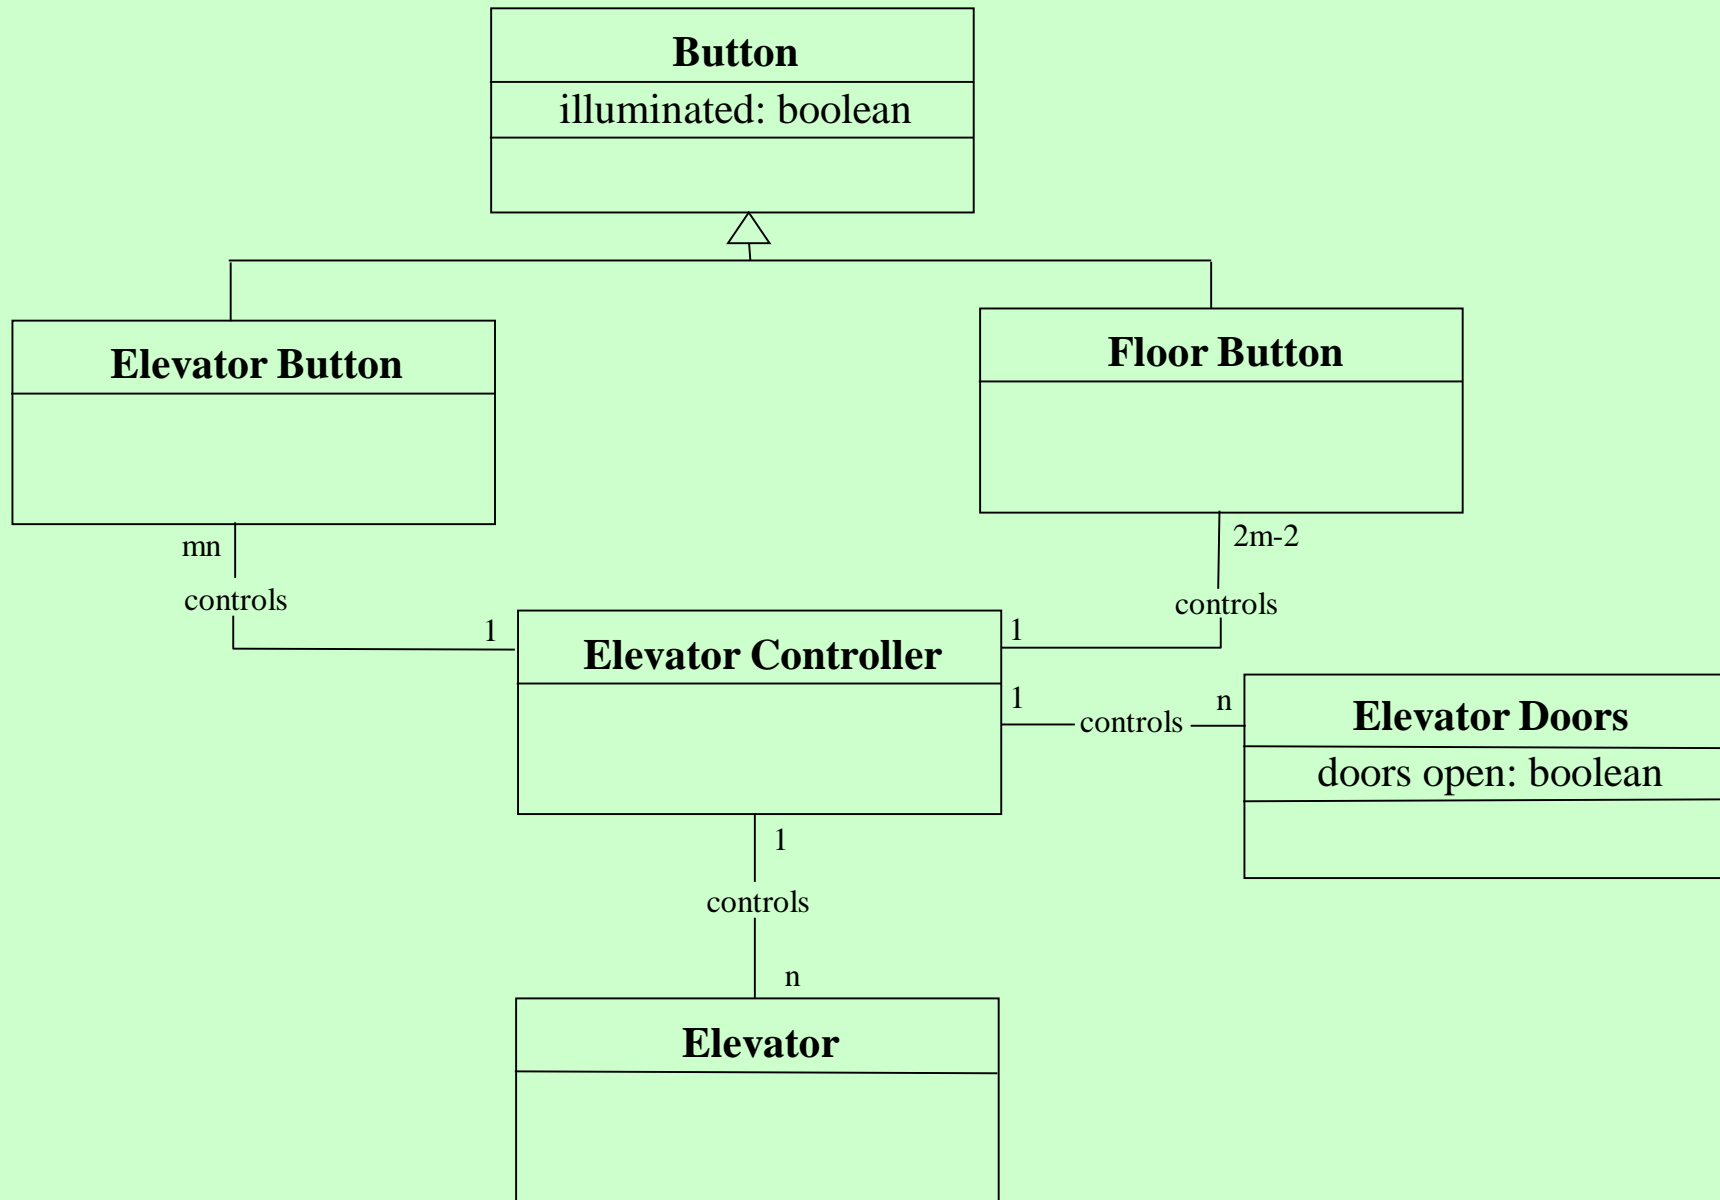 Button
illuminated: boolean
Elevator Button
Floor Button
mn
2m-2
controls
controls
1
1
Elevator Controller
1
controls
n
Elevator Doors
doors open: boolean
1
controls
n
Elevator